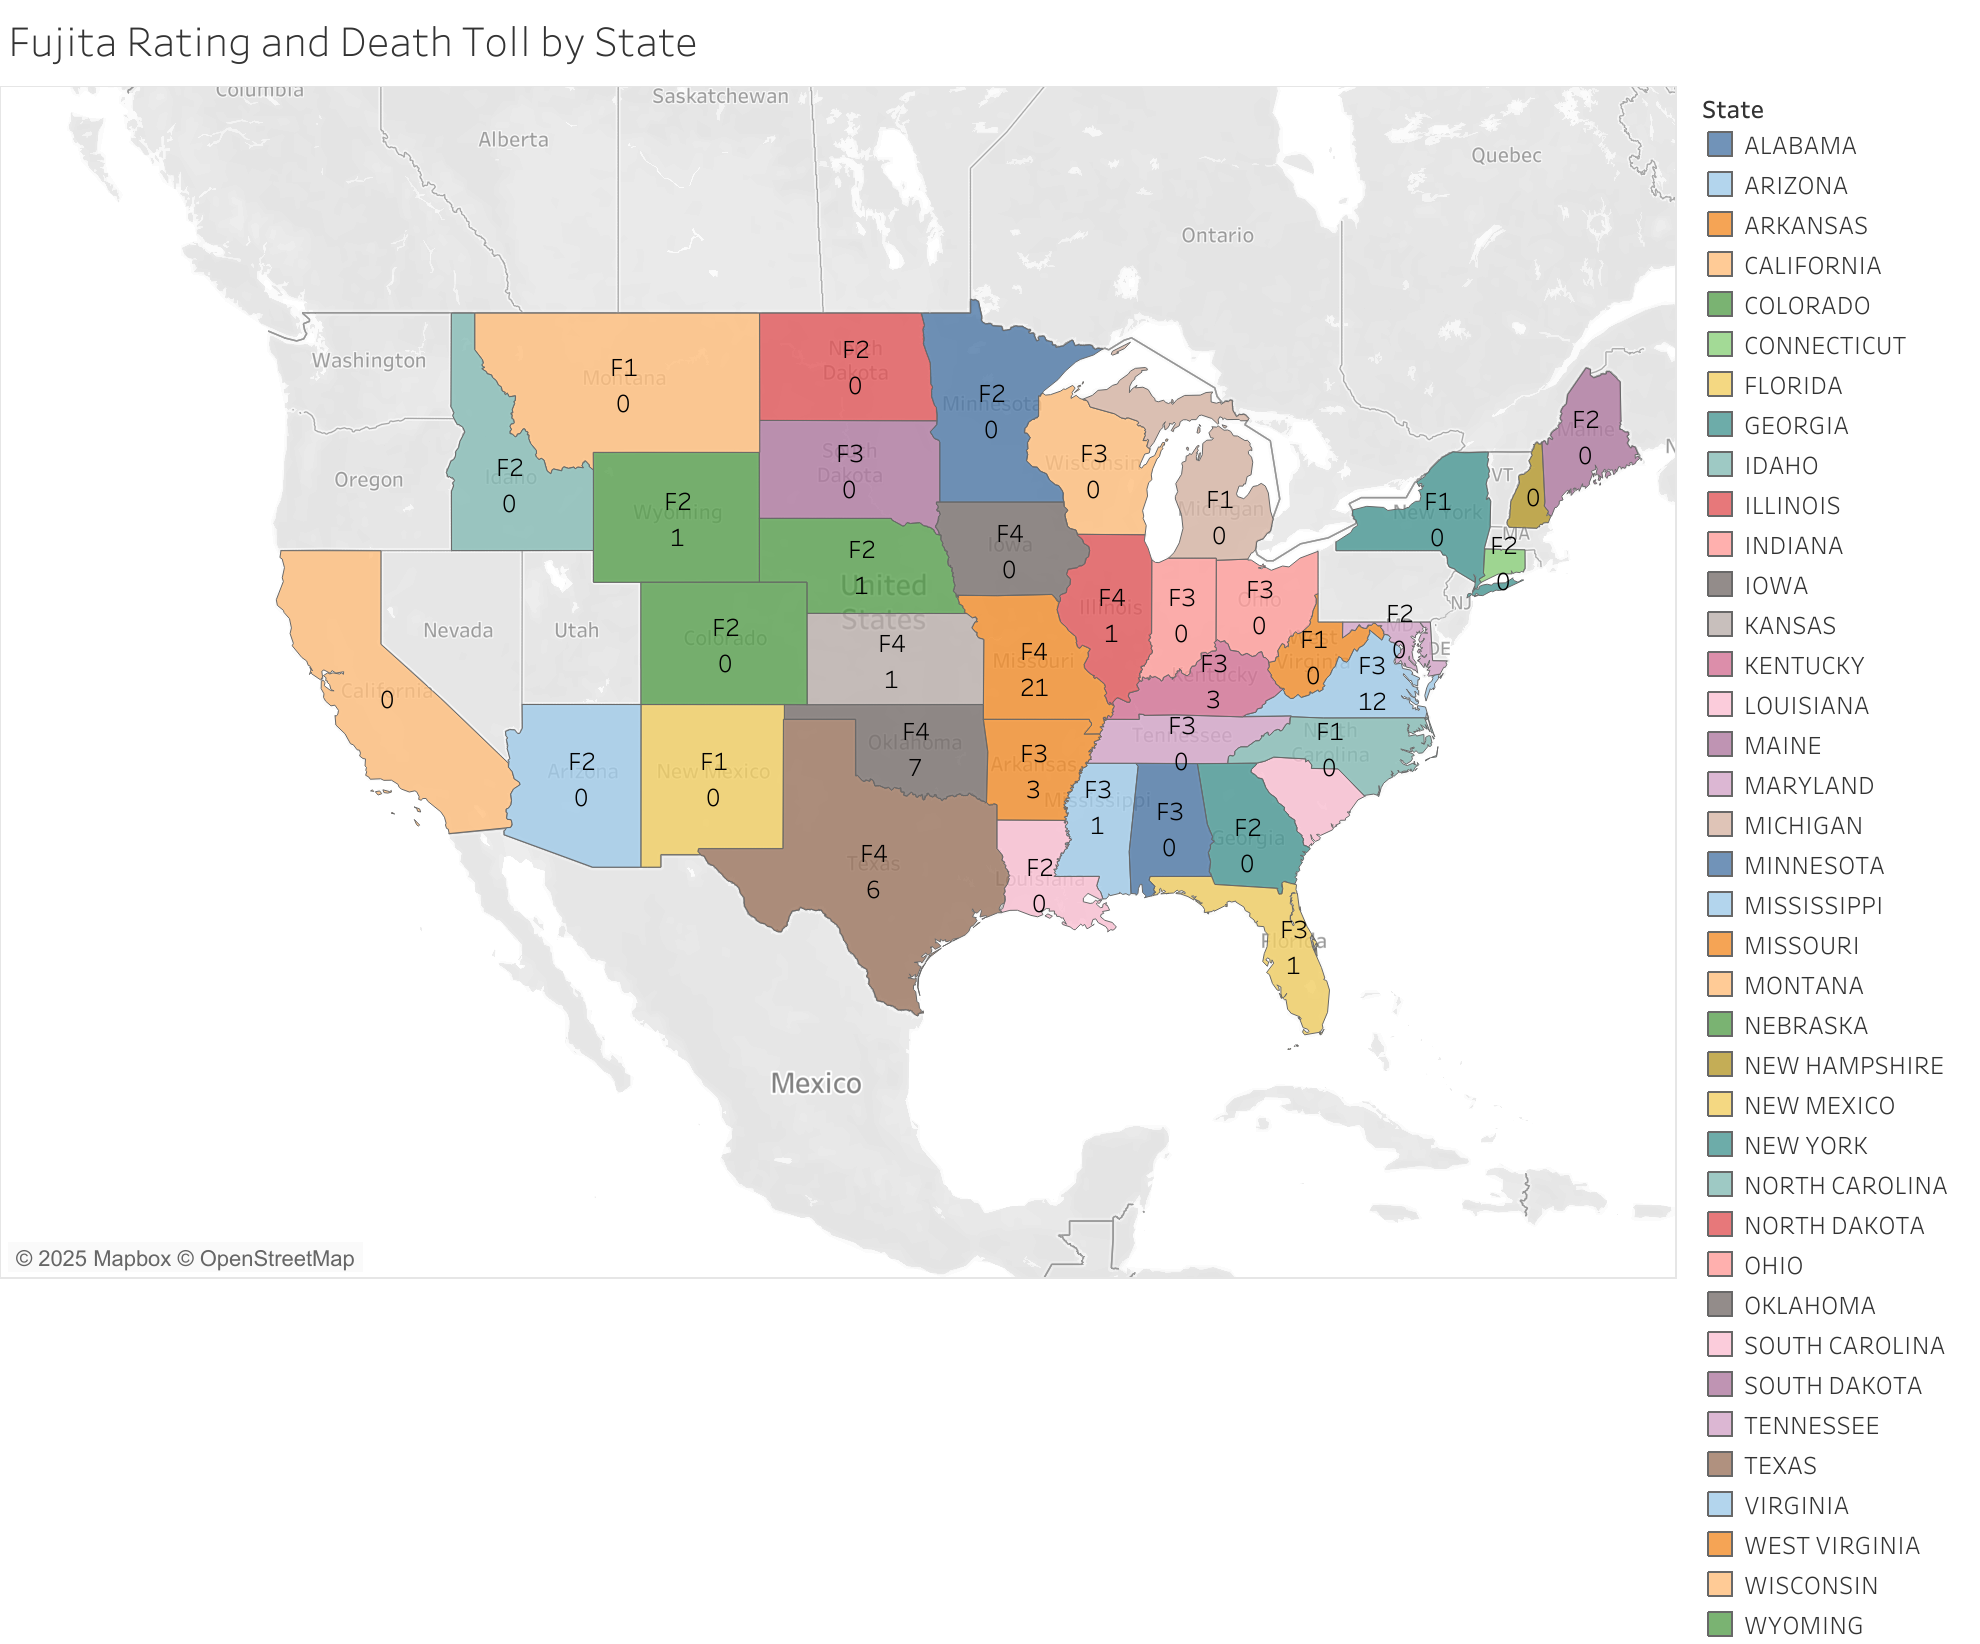 Fujita Rating and Death Toll by State
Columbia
Saskatchewan
Alberta
Quebec
Ontario
Washington
Oregon
Idaho
F2
0
Montana
F1
0
North
Dakota
F2
0
South
Dakota
F3
0
Minnesota
F2
0
Wisconsin
F3
0
Michigan
F1
0
New York
F1
0
VT
0
Maine
F2
0
N
MA
F2
0
NJ
Wyoming
F2
1
F2
1
United
States
Iowa
F4
0
Illinois
F4
1
F3
0
Ohio
F3
0
MD
F2
0
DE
West
Virginia
F1
0
F3
12
California
0
Nevada
Utah
Colorado
F2
0
F4
1
Missouri
F4
21
Kentucky
F3
3
Arizona
F2
0
New Mexico
F1
0
Oklahoma
F4
7
Arkansas
F3
3
Tennessee
F3
0
North
Carolina
F1
0
Texas
F4
6
Louisiana
F2
0
Mississippi
F3
1
F3
0
Georgia
F2
0
Florida
F3
1
Mexico
© 2025 Mapbox © OpenStreetMap
State
ALABAMA
ARIZONA
ARKANSAS
CALIFORNIA
COLORADO
CONNECTICUT
FLORIDA
GEORGIA
IDAHO
ILLINOIS
INDIANA
IOWA
KANSAS
KENTUCKY
LOUISIANA
MAINE
MARYLAND
MICHIGAN
MINNESOTA
MISSISSIPPI
MISSOURI
MONTANA
NEBRASKA
NEW HAMPSHIRE
NEW MEXICO
NEW YORK
NORTH CAROLINA
NORTH DAKOTA
OHIO
OKLAHOMA
SOUTH CAROLINA
SOUTH DAKOTA
TENNESSEE
TEXAS
VIRGINIA
WEST VIRGINIA
WISCONSIN
WYOMING